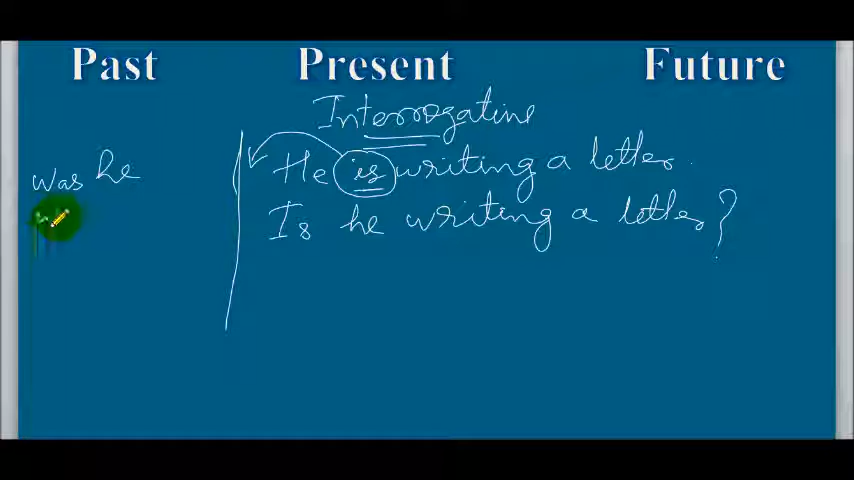 Past Present Future
Interrogative
He is writing a letter.
Is he writing a letter?
was he